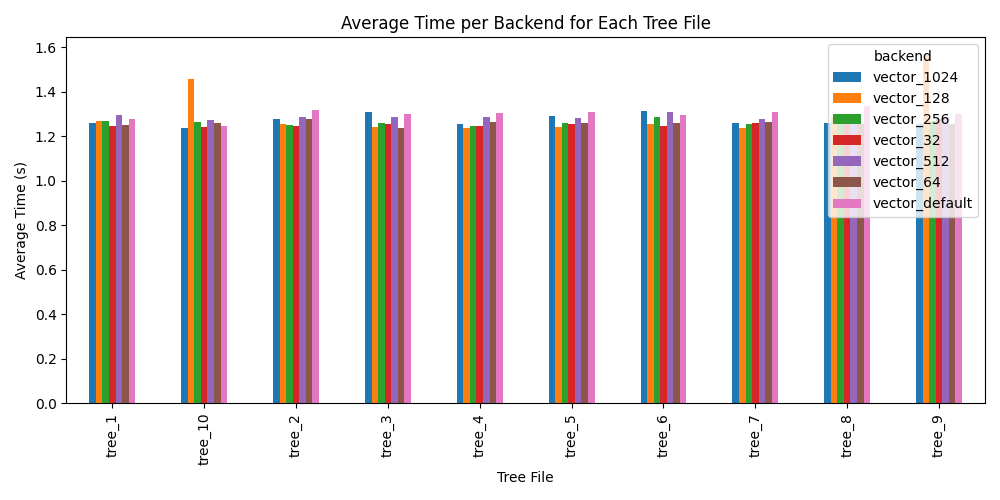 Average Time per Backend for Each Tree File
Average Time (s)
1.6
1.4
1.2
1.0
0.8
0.6
0.4
0.2
0.0
backend
vector_1024
vector_128
vector_256
vector_32
vector_512
vector_64
vector_default
tree_1
tree_10
tree_2
tree_3
tree_4
tree_5
tree_6
tree_7
tree_8
tree_9
Tree File